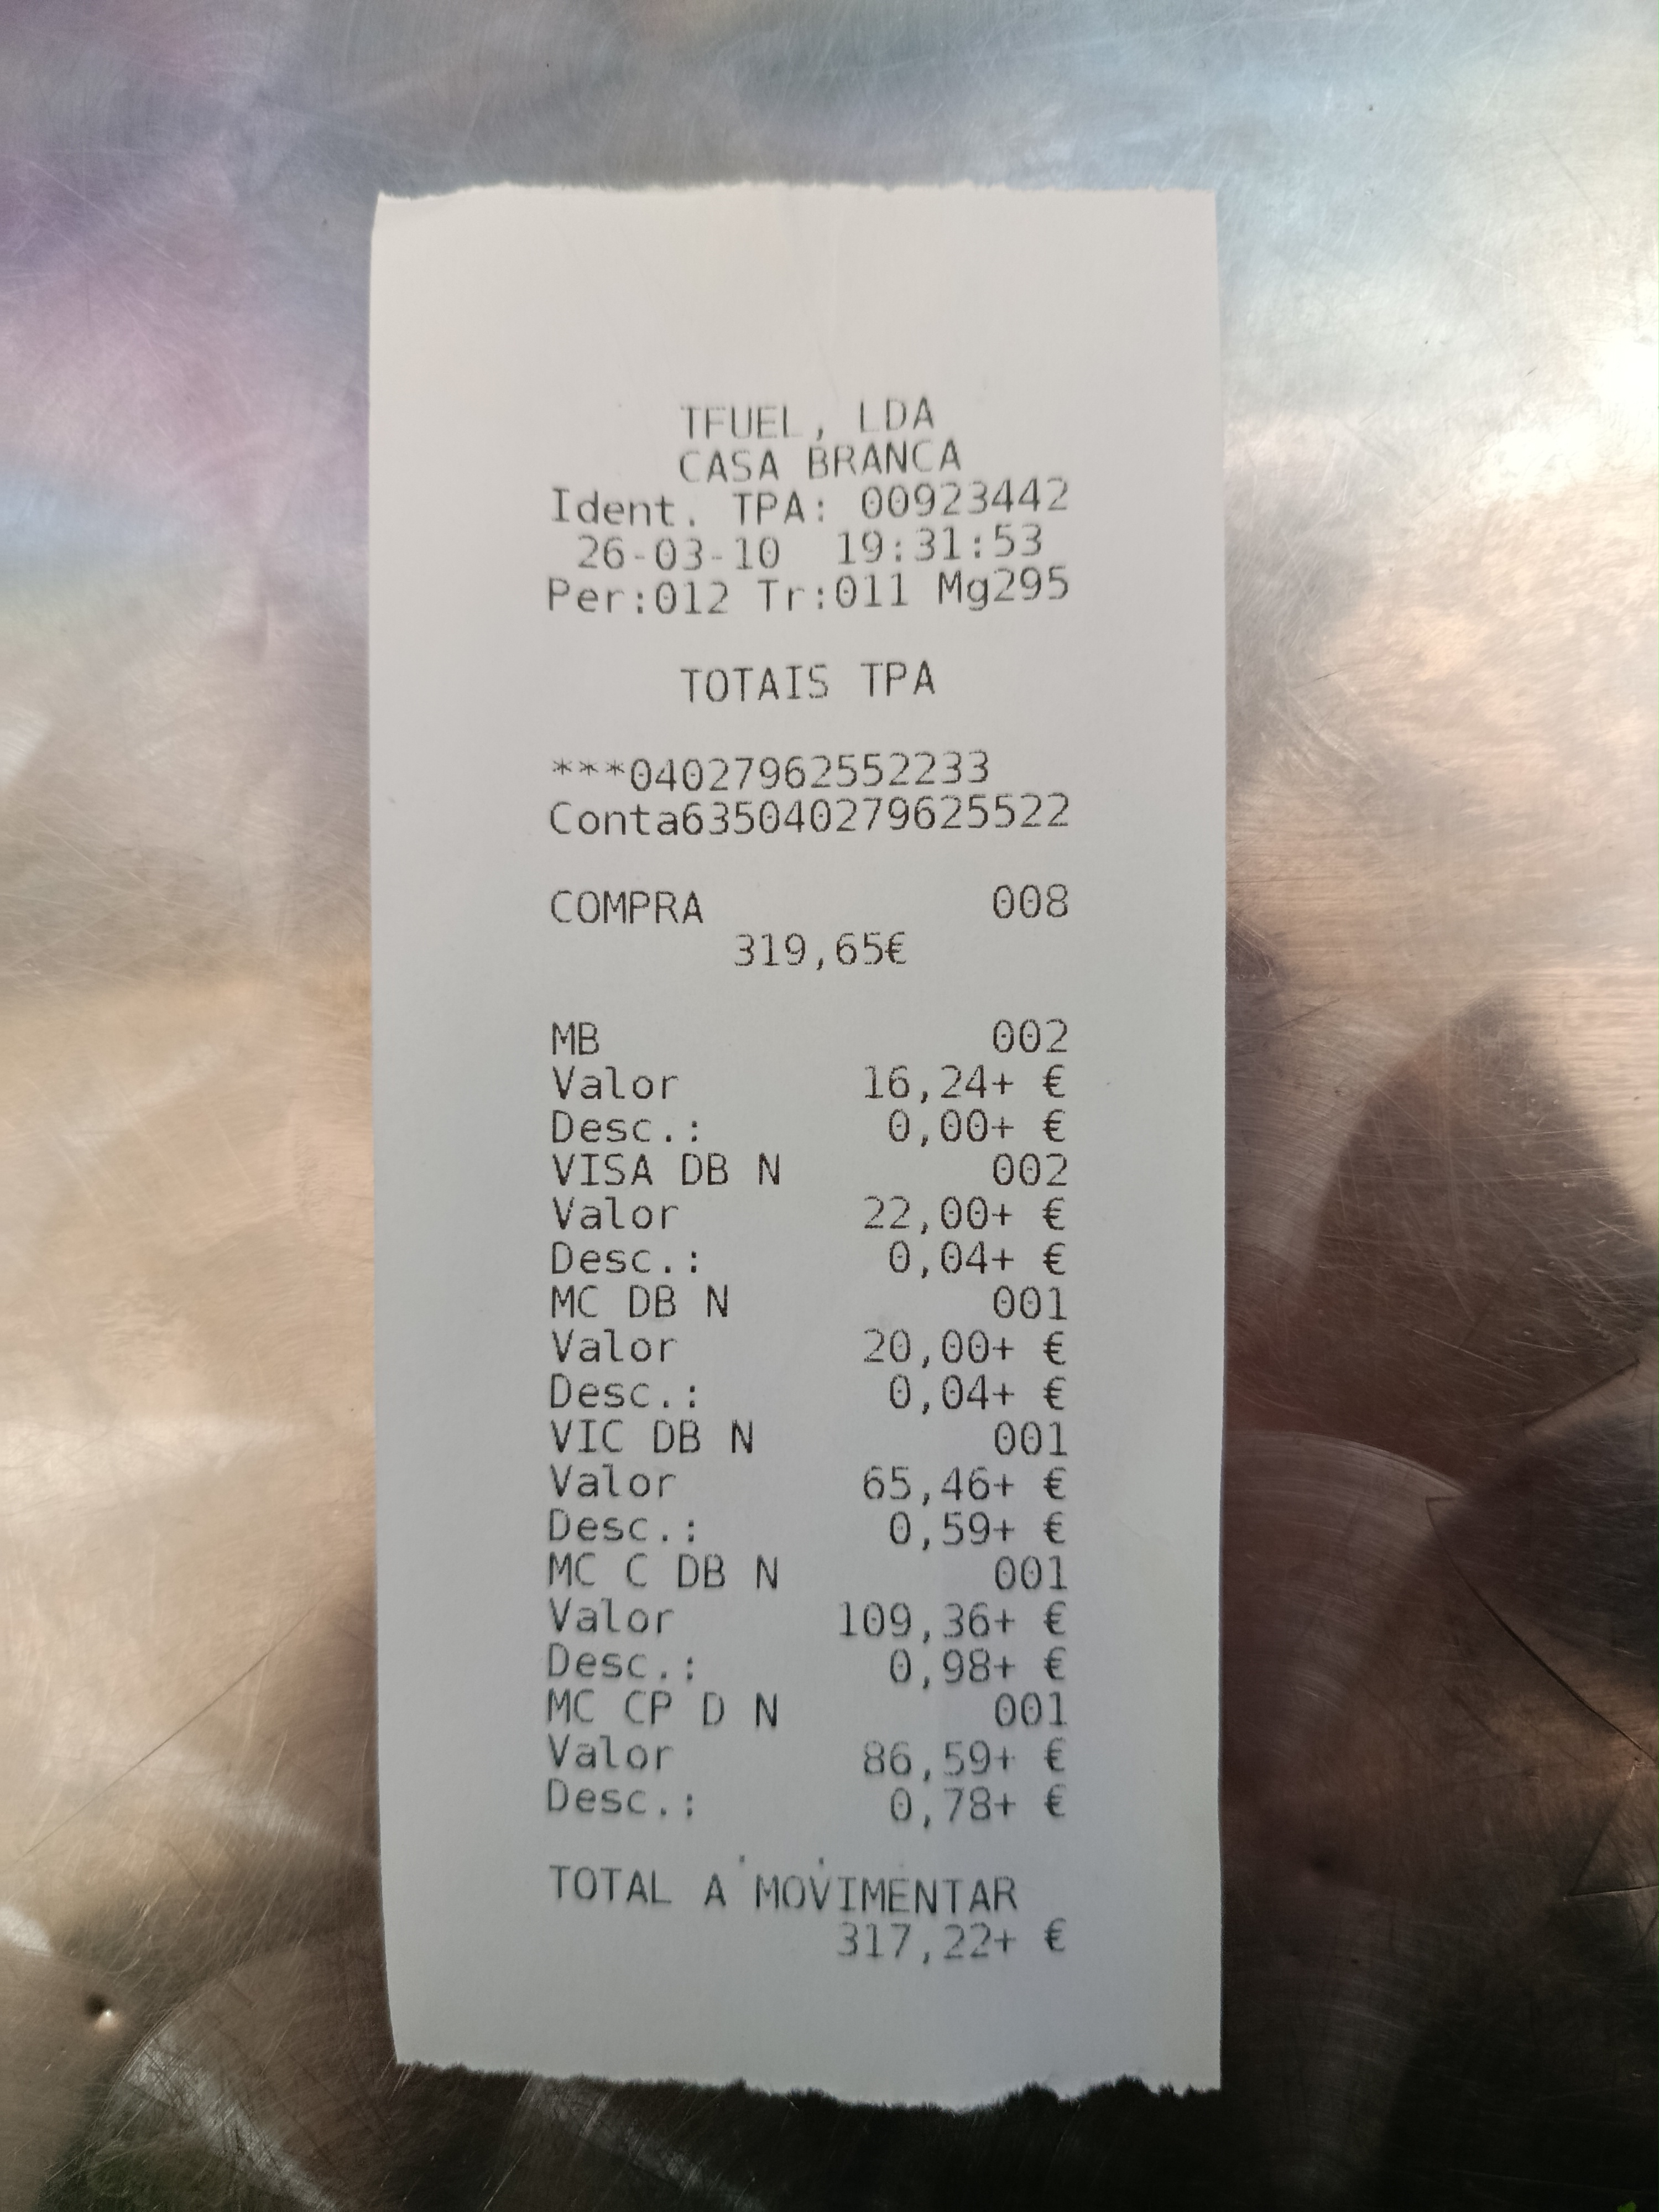 TFUEL, LDA
CASA BRANCA
Ident. TPA: 00923442
26-03-10 19:31:53
Per:012 Tr:011 Mg295
TOTAIS TPA
***04027962552233
Conta635040279625522
COMPRA 008
319,65€
MB 002
Valor 16,24+ €
Desc.: 0,00+ €
VISA DB N 002
Valor 22,00+ €
Desc.: 0,04+ €
MC DB N 001
Valor 20,00+ €
Desc.: 0,04+ €
VIC DB N 001
Valor 65,46+ €
Desc.: 0,59+ €
MC C DB N 001
Valor 109,36+ €
Desc.: 0,98+ €
MC CP D N 001
Valor 86,59+ €
Desc.: 0,78+ €
TOTAL A MOVIMENTAR
317,22+ €